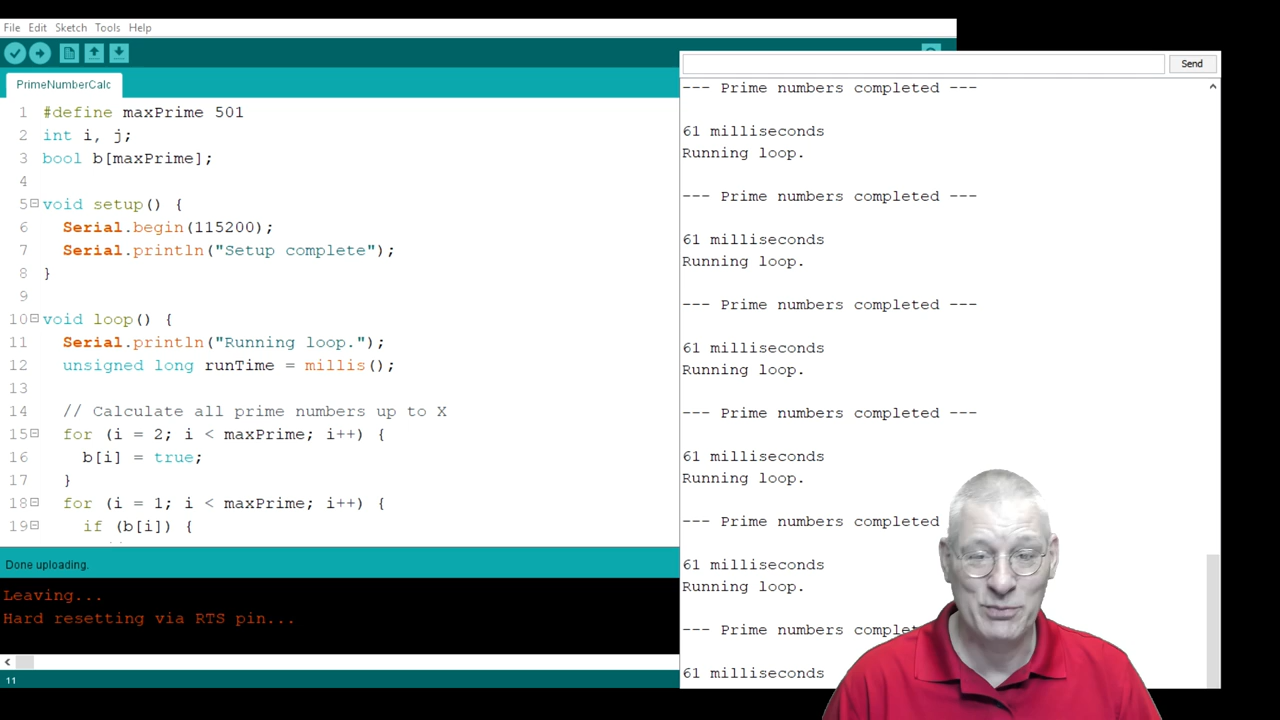 File Edit Sketch Tools Help
PrimeNumberCalc
1 #define maxPrime 501
2 int i, j;
3 bool b[maxPrime];
4
5 void setup() {
6 Serial.begin(115200);
7 Serial.println("Setup complete");
8 }
9
10 void loop() {
11 Serial.println("Running loop.");
12 unsigned long runTime = millis();
13
14 // Calculate all prime numbers up to X
15 for (i = 2; i < maxPrime; i++) {
16 b[i] = true;
17 }
18 for (i = 1; i < maxPrime; i++) {
19 if (b[i]) {
Done uploading.
Leaving...
Hard resetting via RTS pin...
11
Send
--- Prime numbers completed ---
61 milliseconds
Running loop.
--- Prime numbers completed ---
61 milliseconds
Running loop.
--- Prime numbers completed ---
61 milliseconds
Running loop.
--- Prime numbers completed ---
61 milliseconds
Running loop.
--- Prime numbers completed
61 milliseconds
Running loop.
--- Prime numbers
61 milliseconds